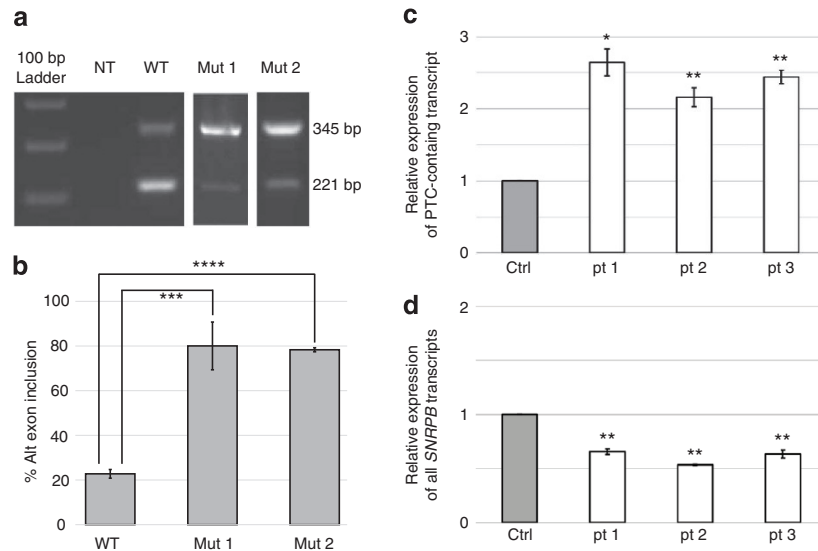 a
100 bp
Ladder
NT
WT
Mut 1
Mut 2
345 bp
221 bp
b
% Alt exon inclusion
100
80
60
40
20
0
****
***
WT
Mut 1
Mut 2
c
Relative expression
of PTC-containg transcript
3
2
1
0
*
**
**
Ctrl
pt 1
pt 2
pt 3
d
Relative expression
of all SNRPB transcripts
2
1
0
**
**
**
Ctrl
pt 1
pt 2
pt 3